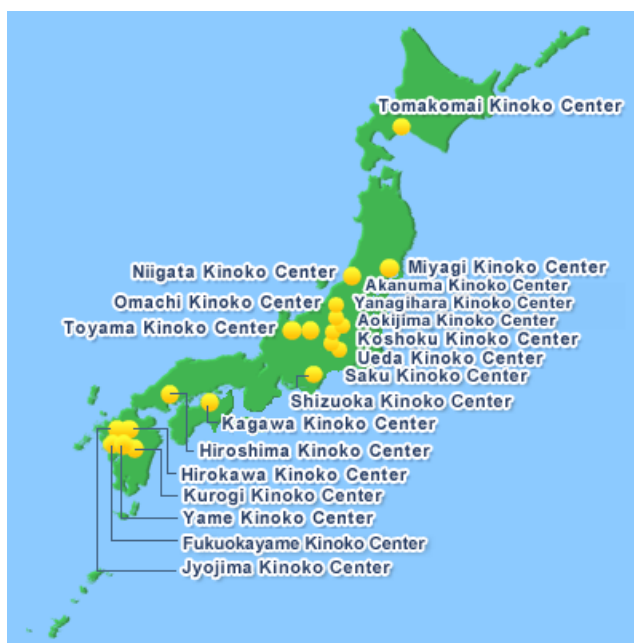 Tomakomai Kinoko Center
Miyagi Kinoko Center
Niigata Kinoko Center
Akanuma Kinoko Center
Omachi Kinoko Center
Yanagihara Kinoko Center
Aokijima Kinoko Center
Toyama Kinoko Center
Koshoku Kinoko Center
Ueda Kinoko Center
Saku Kinoko Center
Shizuoka Kinoko Center
Kagawa Kinoko Center
Hiroshima Kinoko Center
Hirokawa Kinoko Center
Kurogi Kinoko Center
Yame Kinoko Center
Fukuokayame Kinoko Center
Jyojima Kinoko Center